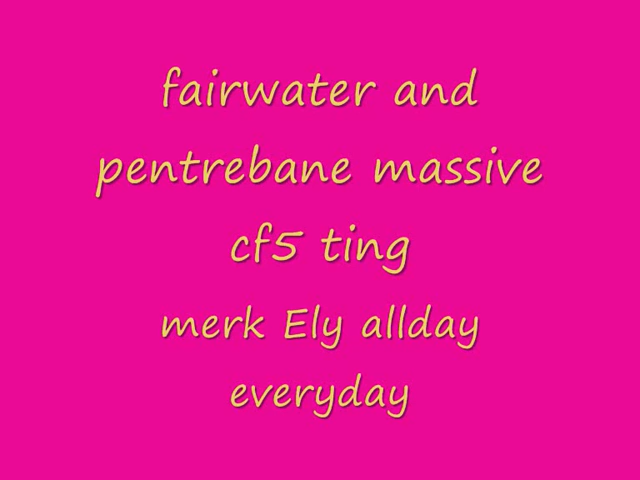 fairwater and
pentrebane massive
cf5 ting
merk Ely allday
everyday